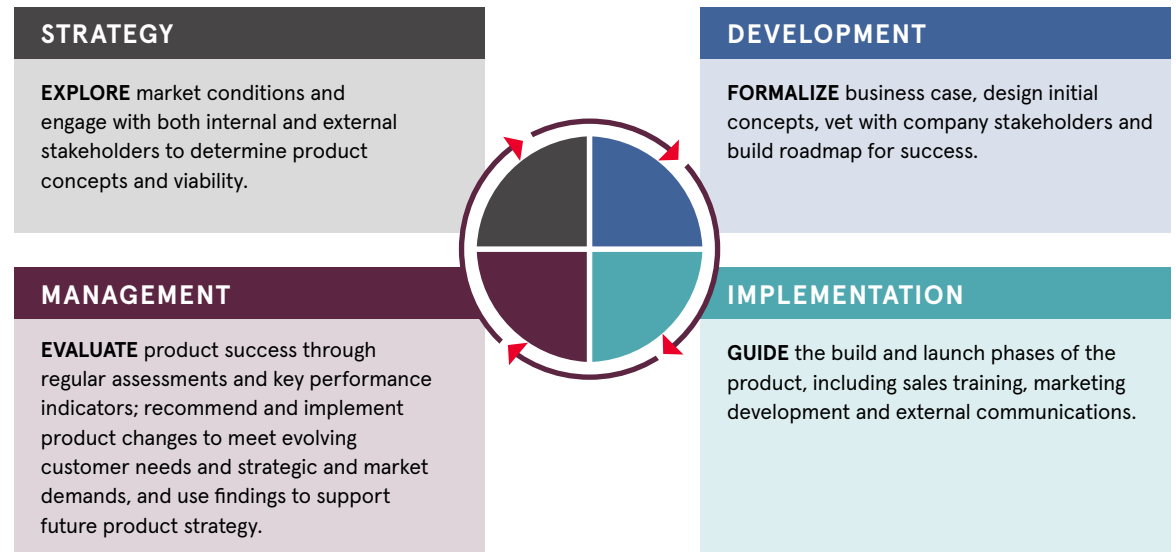 STRATEGY
EXPLORE market conditions and
engage with both internal and external
stakeholders to determine product
concepts and viability.
DEVELOPMENT
FORMALIZE business case, design initial
concepts, vet with company stakeholders and
build roadmap for success.
MANAGEMENT
EVALUATE product success through
regular assessments and key performance
indicators; recommend and implement
product changes to meet evolving
customer needs and strategic and market
demands, and use findings to support
future product strategy.
IMPLEMENTATION
GUIDE the build and launch phases of the
product, including sales training, marketing
development and external communications.